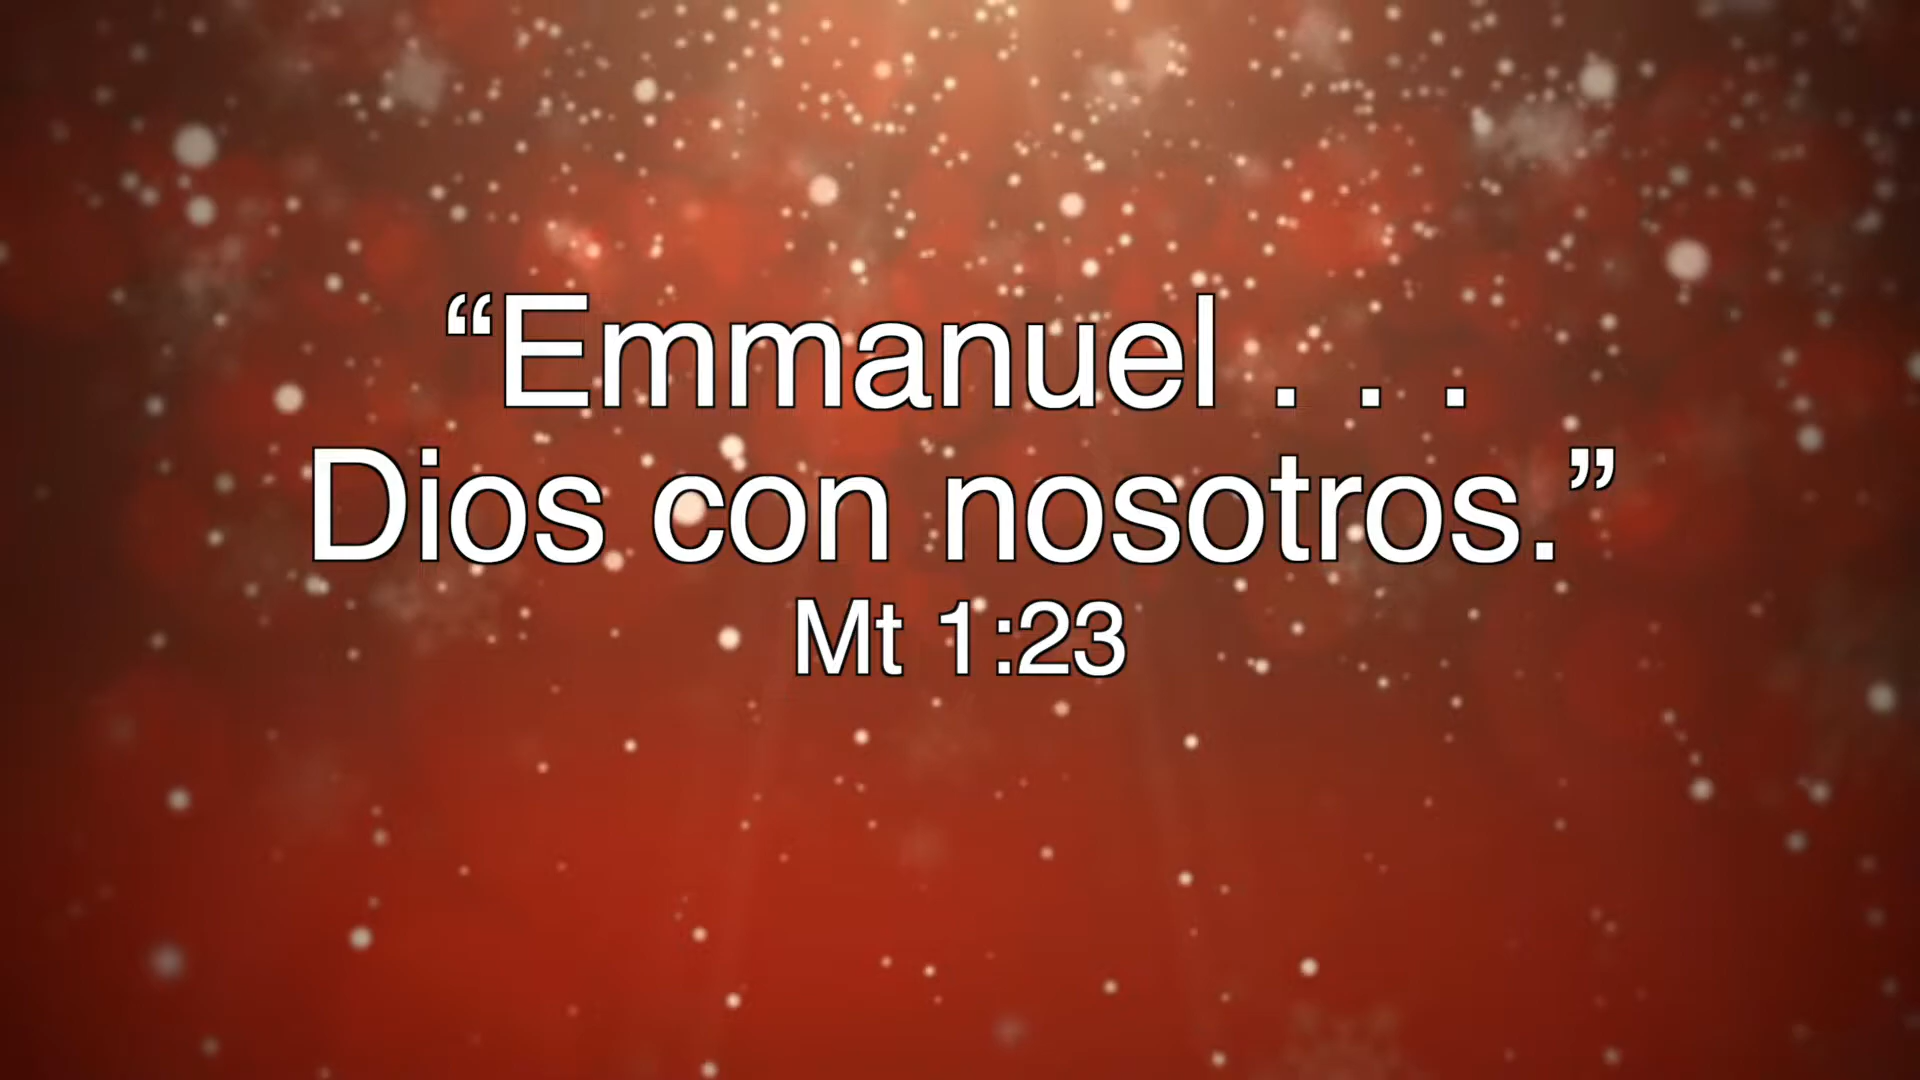 “Emmanuel . . .
Dios con nosotros.”
Mt 1:23